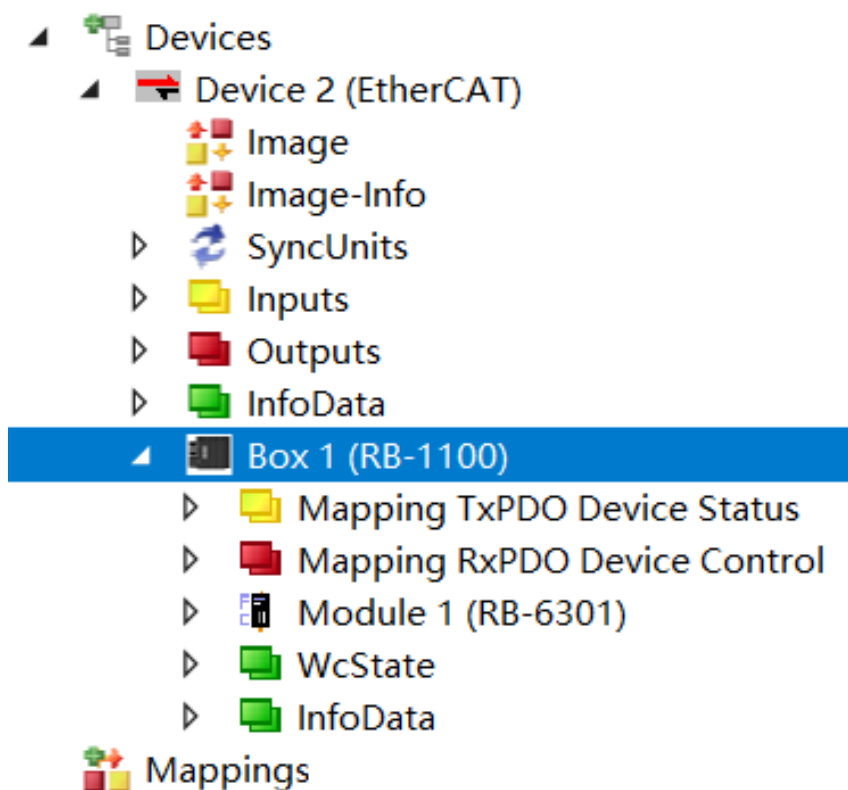 Devices
Device 2 (EtherCAT)
Image
Image-Info
SyncUnits
Inputs
Outputs
InfoData
Box 1 (RB-1100)
Mapping TxPDO Device Status
Mapping RxPDO Device Control
Module 1 (RB-6301)
WcState
InfoData
Mappings